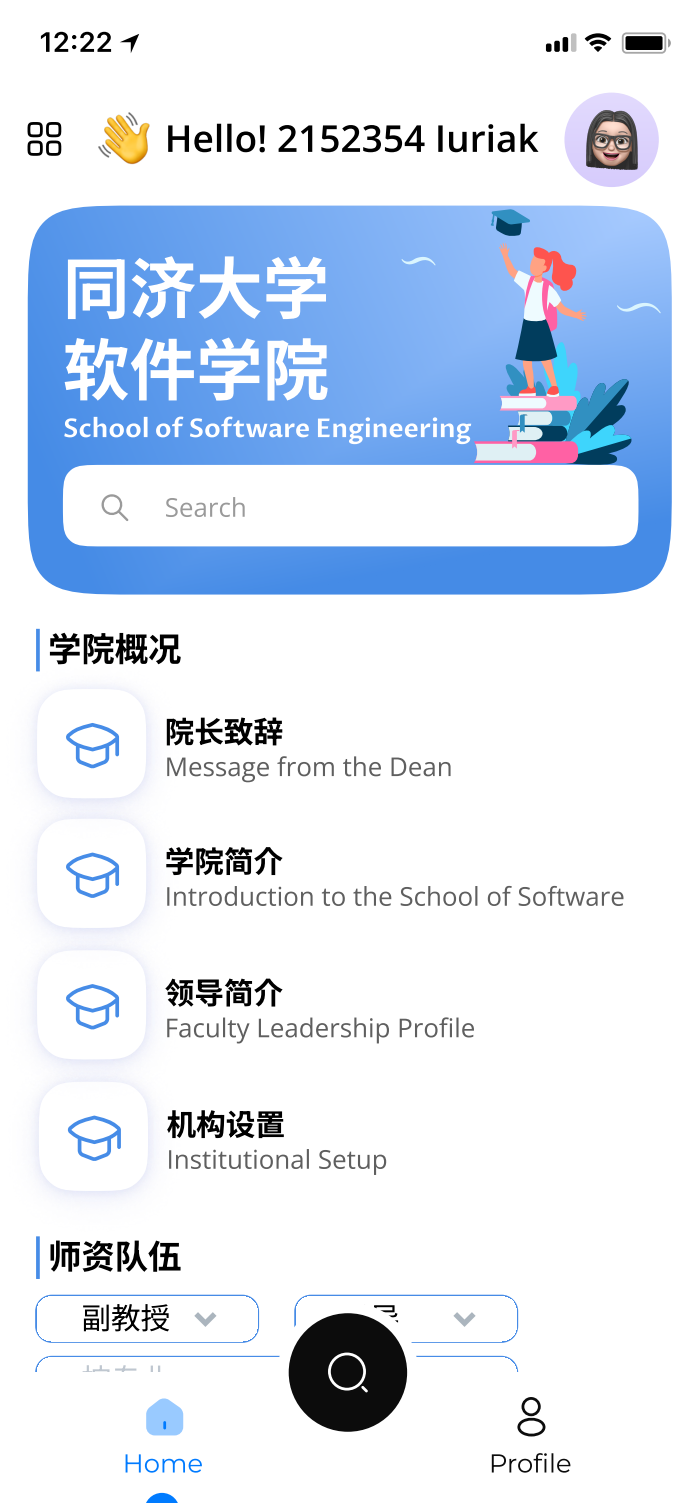 12:22
Hello! 2152354 Iuriak
同济大学
软件学院
School of Software Engineering
Search
学院概况
院长致辞
Message from the Dean
学院简介
Introduction to the School of Software
领导简介
Faculty Leadership Profile
机构设置
Institutional Setup
师资队伍
副教授
Home
Profile